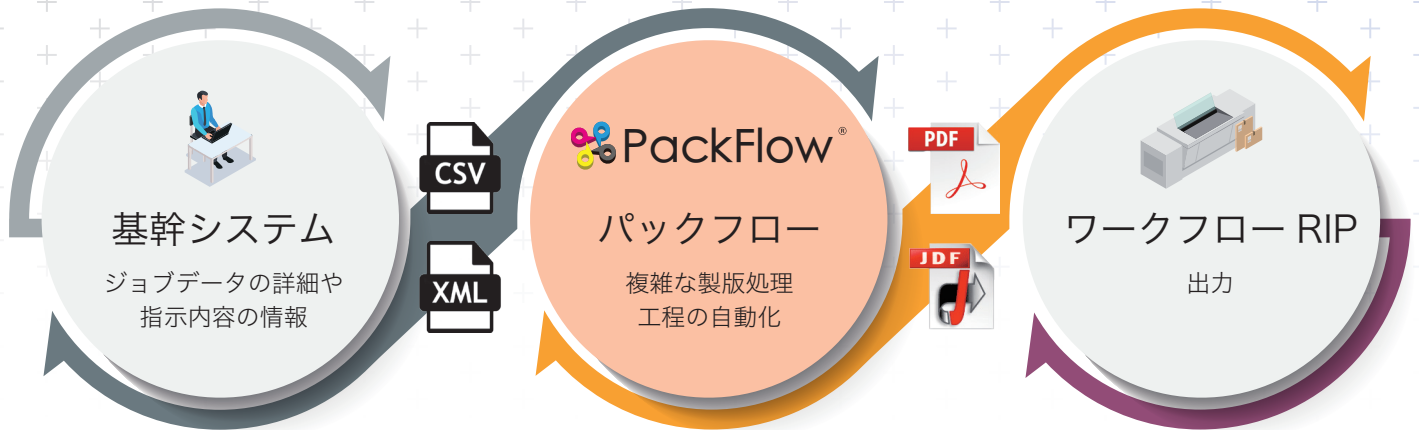 基幹システム
ジョブデータの詳細や
指示内容の情報
CSV
XML
PackFlow®
パックフロー
複雑な製版処理
工程の自動化
PDF
JDF
ワークフロー RIP
出力